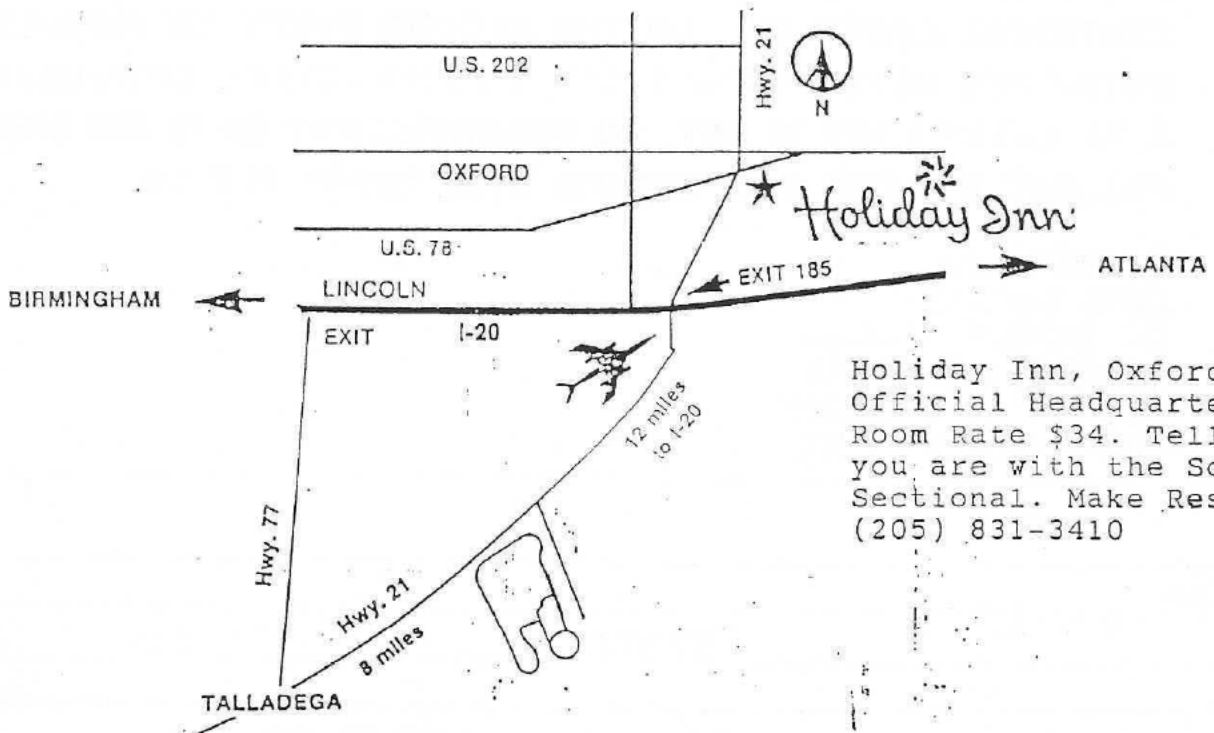 U.S. 202
Hwy. 21
N
OXFORD
Holiday Inn
U.S. 78
EXIT 185
ATLANTA
BIRMINGHAM
LINCOLN
EXIT
I-20
12 miles
to I-20
Holiday Inn, Oxford
Official Headquarte
Room Rate $34. Tell
you are with the So
Sectional. Make Res
(205) 831-3410
Hwy. 77
Hwy. 21
8 miles
TALLADEGA